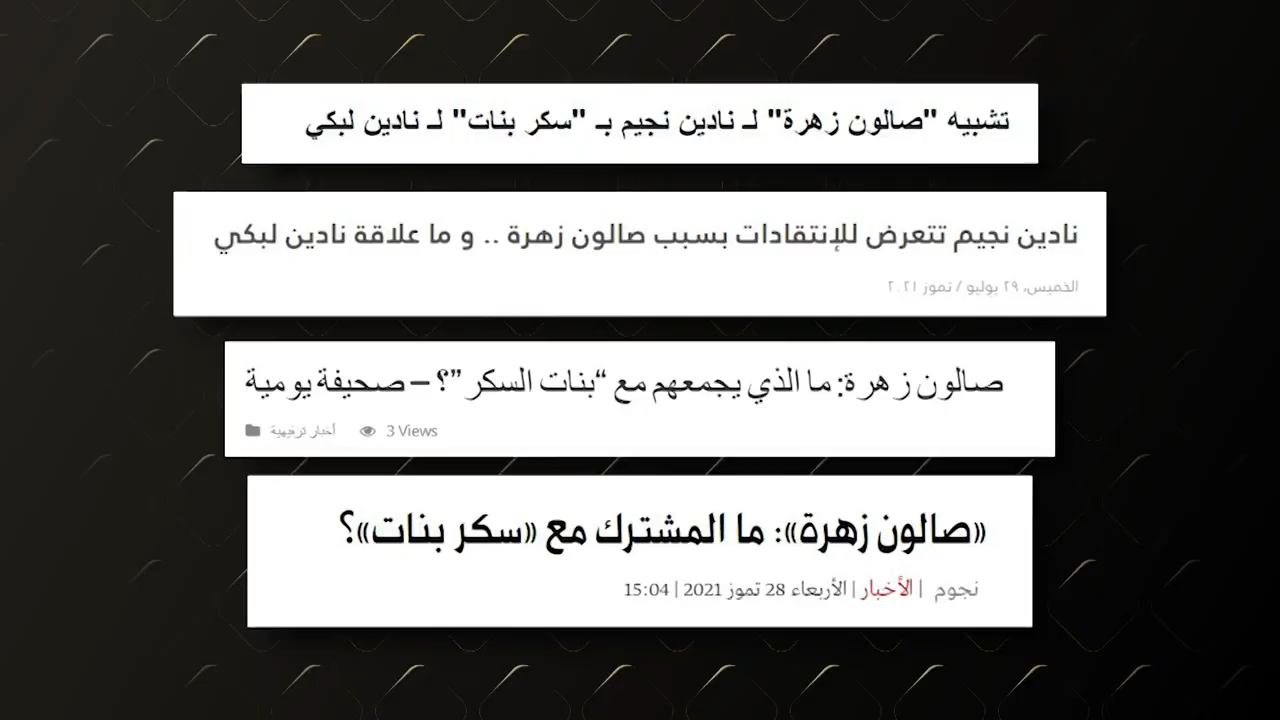 تشبيه "صالون زهرة" لـ نادين نجيم بـ "سكر بنات" لـ نادين لبكي
نادين نجيم تتعرض للإنتقادات بسبب صالون زهرة .. و ما علاقة نادين لبكي
الخميس، ٢٩ يوليو / تموز ٢٠٢١
صالون زهرة: ما الذي يجمعهم مع “بنات السكر ”؟ – صحيفة يومية
أخبار ترفيهية 3 Views
«صالون زهرة»: ما المشترك مع «سكر بنات»؟
نجوم | الأخبار | الأربعاء 28 تموز 2021 | 15:04